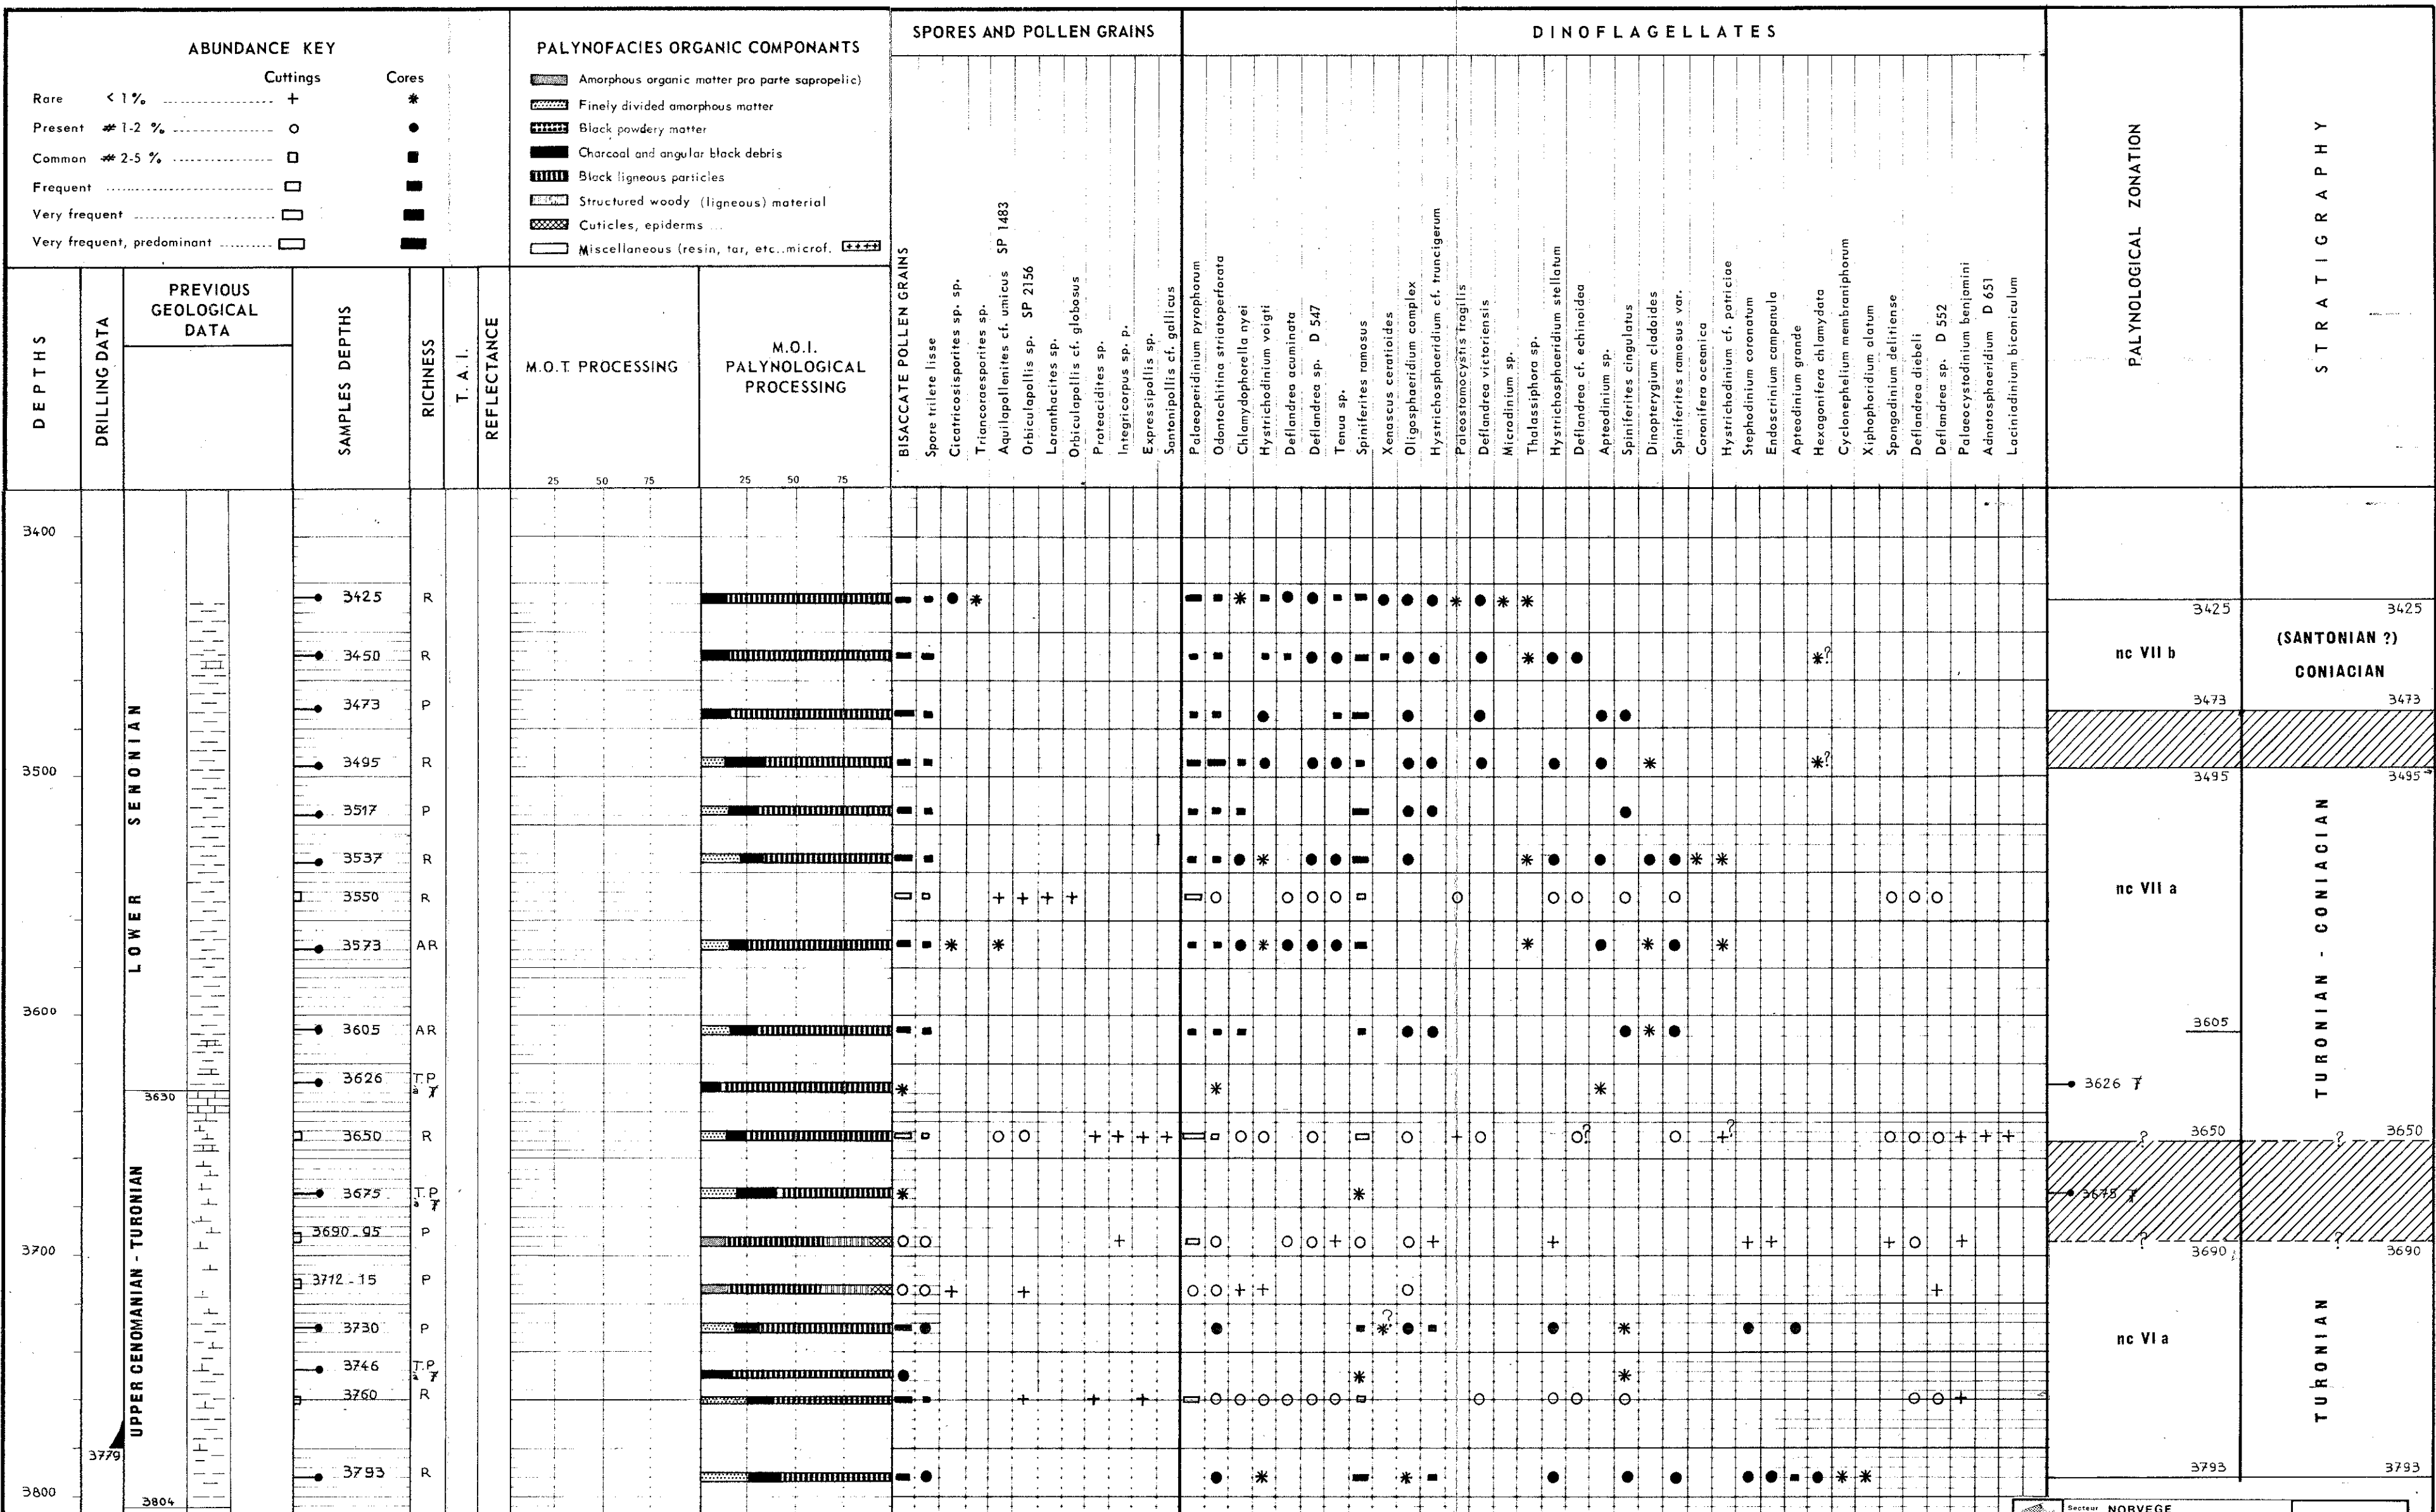 ABUNDANCE KEY
Cuttings Cores
Rare < 1 % + *
Present # 1-2 %
Common # 2-5 %
Frequent
Very frequent
Very frequent, predominant
PALYNOFACIES ORGANIC COMPONANTS
Amorphous organic matter pro parte sapropelic)
Finely divided amorphous matter
Black powdery matter
Charcoal and angular black debris
Black ligneous particles
Structured woody (ligneous) material
Cuticles, epiderms ...
Miscellaneous (resin, tar, etc..microf.
SPORES AND POLLEN GRAINS
DINOFLAGELLATES
DEPTHS
DRILLING DATA
PREVIOUS
GEOLOGICAL
DATA
SAMPLES DEPTHS
RICHNESS
T. A. I.
REFLECTANCE
M.O.T. PROCESSING
25 50 75
M.O.I.
PALYNOLOGICAL
PROCESSING
25 50 75
BISACCATE POLLEN GRAINS
Spore trilete lisse
Cicatricosisporites sp. sp.
Triancoraesporites sp.
Aquilapollenites cf. unicus SP 1483
Orbiculapollis sp. SP 2156
Loranthacites sp.
Orbiculapollis cf. globosus
Proteacidites sp.
Integricorpus sp. p.
Expressipollis sp.
Santonipollis cf. gallicus
Palaeoperidinium pyrophorum
Odontochitina striatoperforata
Chlamydophorella nyei
Hystrichodinium voigti
Deflandrea acuminata
Deflandrea sp. D 547
Tenua sp.
Spiniferites ramosus
Xenascus ceratioides
Oligosphaeridium complex
Hystrichosphaeridium cf. truncigerum
Paleostomocystis fragilis
Deflandrea victoriensis
Microdinium sp.
Thalassiphora sp.
Hystrichosphaeridium stellatum
Deflandrea cf. echinoidea
Apteodinium sp.
Spiniferites cingulatus
Dinopterygium cladoides
Spiniferites ramosus var.
Coronifera oceanica
Hystrichodinium cf. patriciae
Stephodinium coronatum
Endoscrinium campanula
Apteodinium grande
Hexagonifera chlamydata
Cyclonephelium membraniphorum
Xiphophoridium alatum
Spongodinium delitiense
Deflandrea diebeli
Deflandrea sp. D 552
Palaeocystodinium benjamini
Adnatosphaeridium D 651
Laciniadinium biconiculum
PALYNOLOGICAL ZONATION
STRATIGRAPHY
3400
3425 R
3425 3425
3450 R
?
nc VII b
(SANTONIAN ?)
CONIACIAN
3473 P
3473 3473
3500
3495 R
?
3495 3495
3517 P
3537 R
3550 R
nc VII a
3573 AR
3600
3605 AR
3605
LOWER SENONIAN
TURONIAN - CONIACIAN
3626 T.P
3626
3630
3650 R
? ?
? 3650 ? 3650
3675 T.P
3675
3690-95 P
3700
? 3690 ? 3690
3712-15 P
3730 P
?
nc VI a
3746 T.P
3760 R
3779
UPPER CENOMANIAN - TURONIAN
TURONIAN
3793 R
3793 3793
3800
3804
Secteur NORVEGE